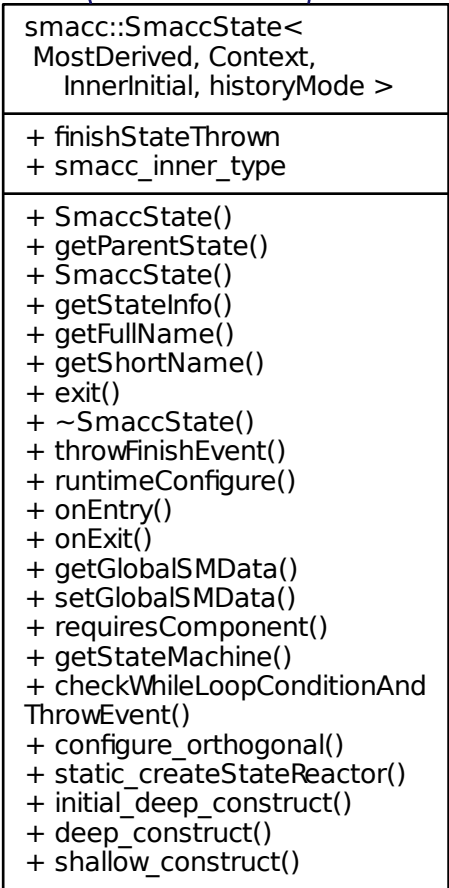 smacc::SmaccState<
MostDerived, Context,
InnerInitial, historyMode >
+ finishStateThrown
+ smacc_inner_type
+ SmaccState()
+ getParentState()
+ SmaccState()
+ getStateInfo()
+ getFullName()
+ getShortName()
+ exit()
+ ~SmaccState()
+ throwFinishEvent()
+ runtimeConfigure()
+ onEntry()
+ onExit()
+ getGlobalSMData()
+ setGlobalSMData()
+ requiresComponent()
+ getStateMachine()
+ checkWhileLoopConditionAnd
ThrowEvent()
+ configure_orthogonal()
+ static_createStateReactor()
+ initial_deep_construct()
+ deep_construct()
+ shallow_construct()